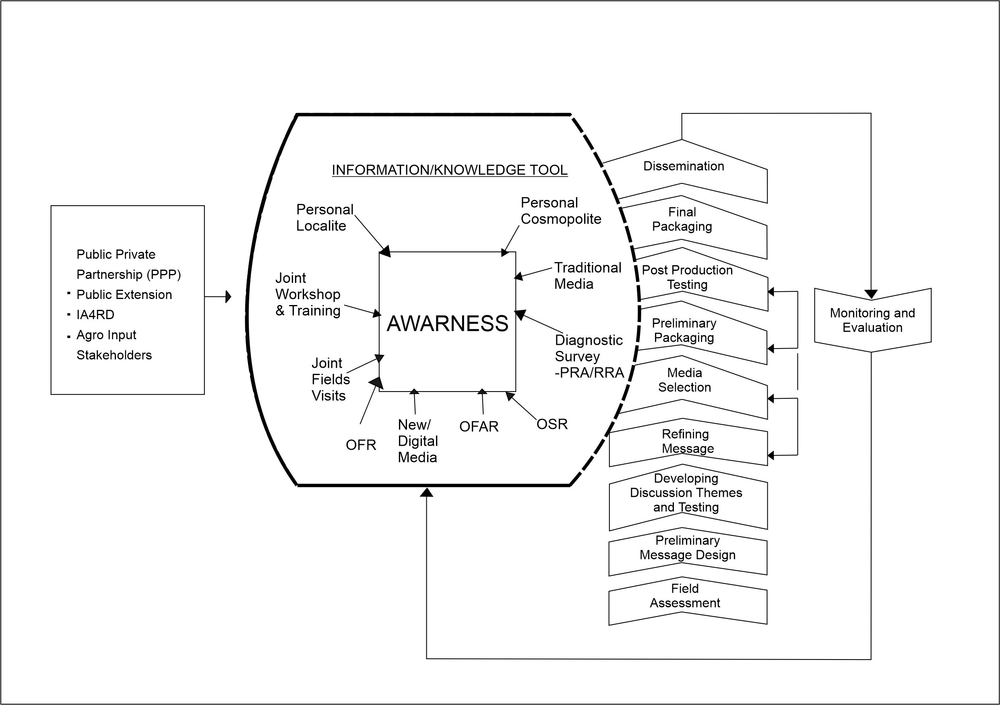 Public Private
Partnership (PPP)
▪ Public Extension
▪ IA4RD
▪ Agro Input
Stakeholders
INFORMATION/KNOWLEDGE TOOL
Personal
Localite
Personal
Cosmopolite
Joint
Workshop
& Training
Traditional
Media
AWARNESS
Diagnostic
Survey
-PRA/RRA
Joint
Fields
Visits
OFR
New/
Digital
Media
OFAR
OSR
Dissemination
Final
Packaging
Post Production
Testing
Preliminary
Packaging
Media
Selection
Refining
Message
Developing
Discussion Themes
and Testing
Preliminary
Message Design
Field
Assessment
Monitoring and
Evaluation